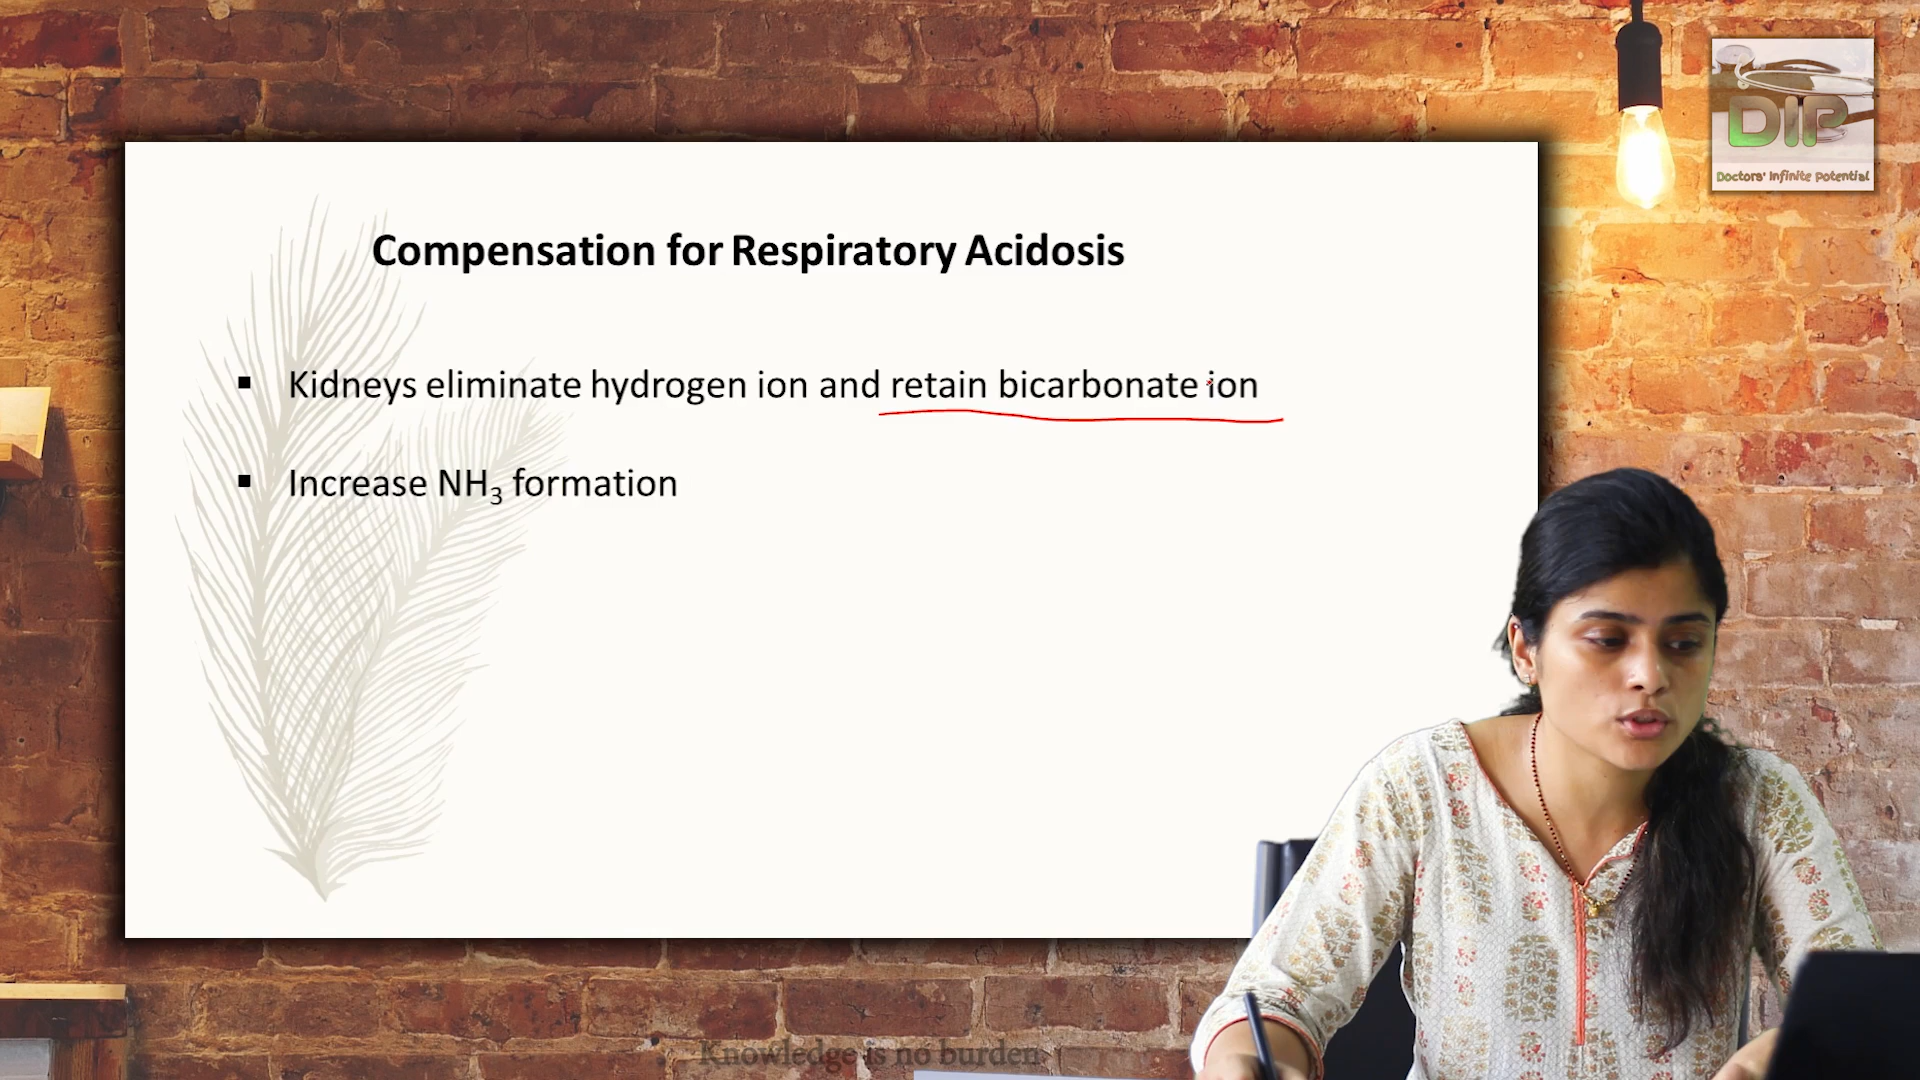 DIP
Doctors' Infinite Potential
Compensation for Respiratory Acidosis
▪ Kidneys eliminate hydrogen ion and retain bicarbonate ion
▪ Increase NH₃ formation
Knowledge is no burden